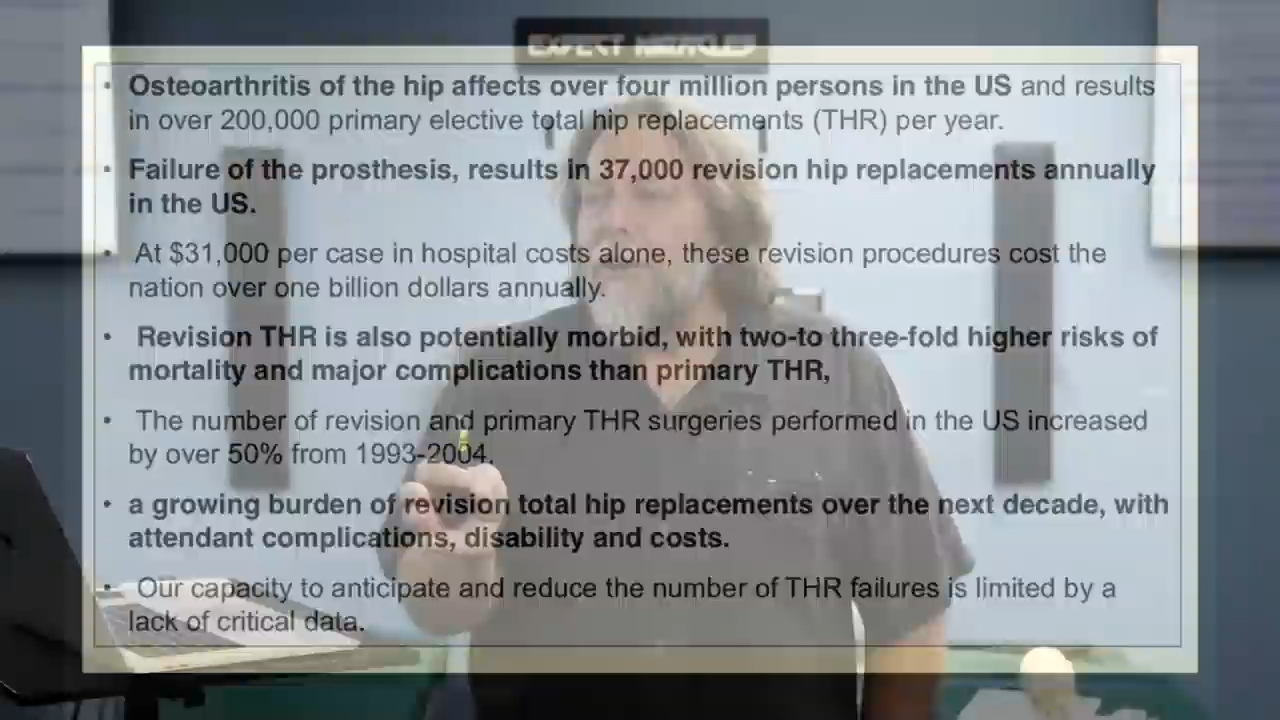 EXPECT MIRACLES
• Osteoarthritis of the hip affects over four million persons in the US and results
in over 200,000 primary elective total hip replacements (THR) per year.
• Failure of the prosthesis, results in 37,000 revision hip replacements annually
in the US.
• At $31,000 per case in hospital costs alone, these revision procedures cost the
nation over one billion dollars annually.
• Revision THR is also potentially morbid, with two-to three-fold higher risks of
mortality and major complications than primary THR,
• The number of revision and primary THR surgeries performed in the US increased
by over 50% from 1993-2004.
• a growing burden of revision total hip replacements over the next decade, with
attendant complications, disability and costs.
• Our capacity to anticipate and reduce the number of THR failures is limited by a
lack of critical data.